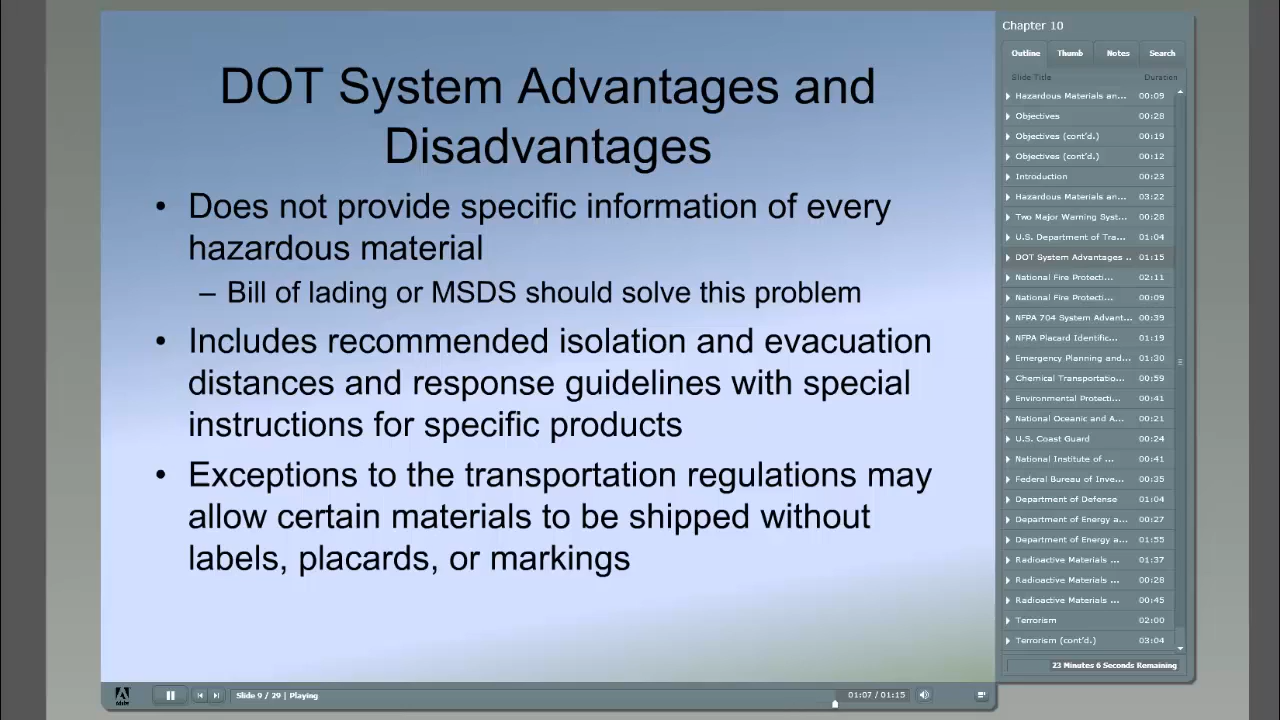 DOT System Advantages and
Disadvantages
• Does not provide specific information of every
hazardous material
– Bill of lading or MSDS should solve this problem
• Includes recommended isolation and evacuation
distances and response guidelines with special
instructions for specific products
• Exceptions to the transportation regulations may
allow certain materials to be shipped without
labels, placards, or markings
Adobe
Slide 9 / 29 | Playing
01:07 / 01:15
Chapter 10
Outline Thumb Notes Search
Slide Title Duration
Hazardous Materials an... 00:09
Objectives 00:28
Objectives (cont'd.) 00:19
Objectives (cont'd.) 00:12
Introduction 00:23
Hazardous Materials an... 03:22
Two Major Warning Syst... 00:28
U.S. Department of Tra... 01:04
DOT System Advantages .. 01:15
National Fire Protecti... 02:11
National Fire Protecti... 00:09
NFPA 704 System Advant... 00:39
NFPA Placard Identific... 01:19
Emergency Planning and... 01:30
Chemical Transportatio... 00:59
Environmental Protecti... 00:41
National Oceanic and A... 00:21
U.S. Coast Guard 00:24
National Institute of ... 00:41
Federal Bureau of Inve... 00:35
Department of Defense 01:04
Department of Energy a... 00:27
Department of Energy a... 01:55
Radioactive Materials ... 01:37
Radioactive Materials ... 00:28
Radioactive Materials ... 00:45
Terrorism 02:00
Terrorism (cont'd.) 03:04
23 Minutes 6 Seconds Remaining